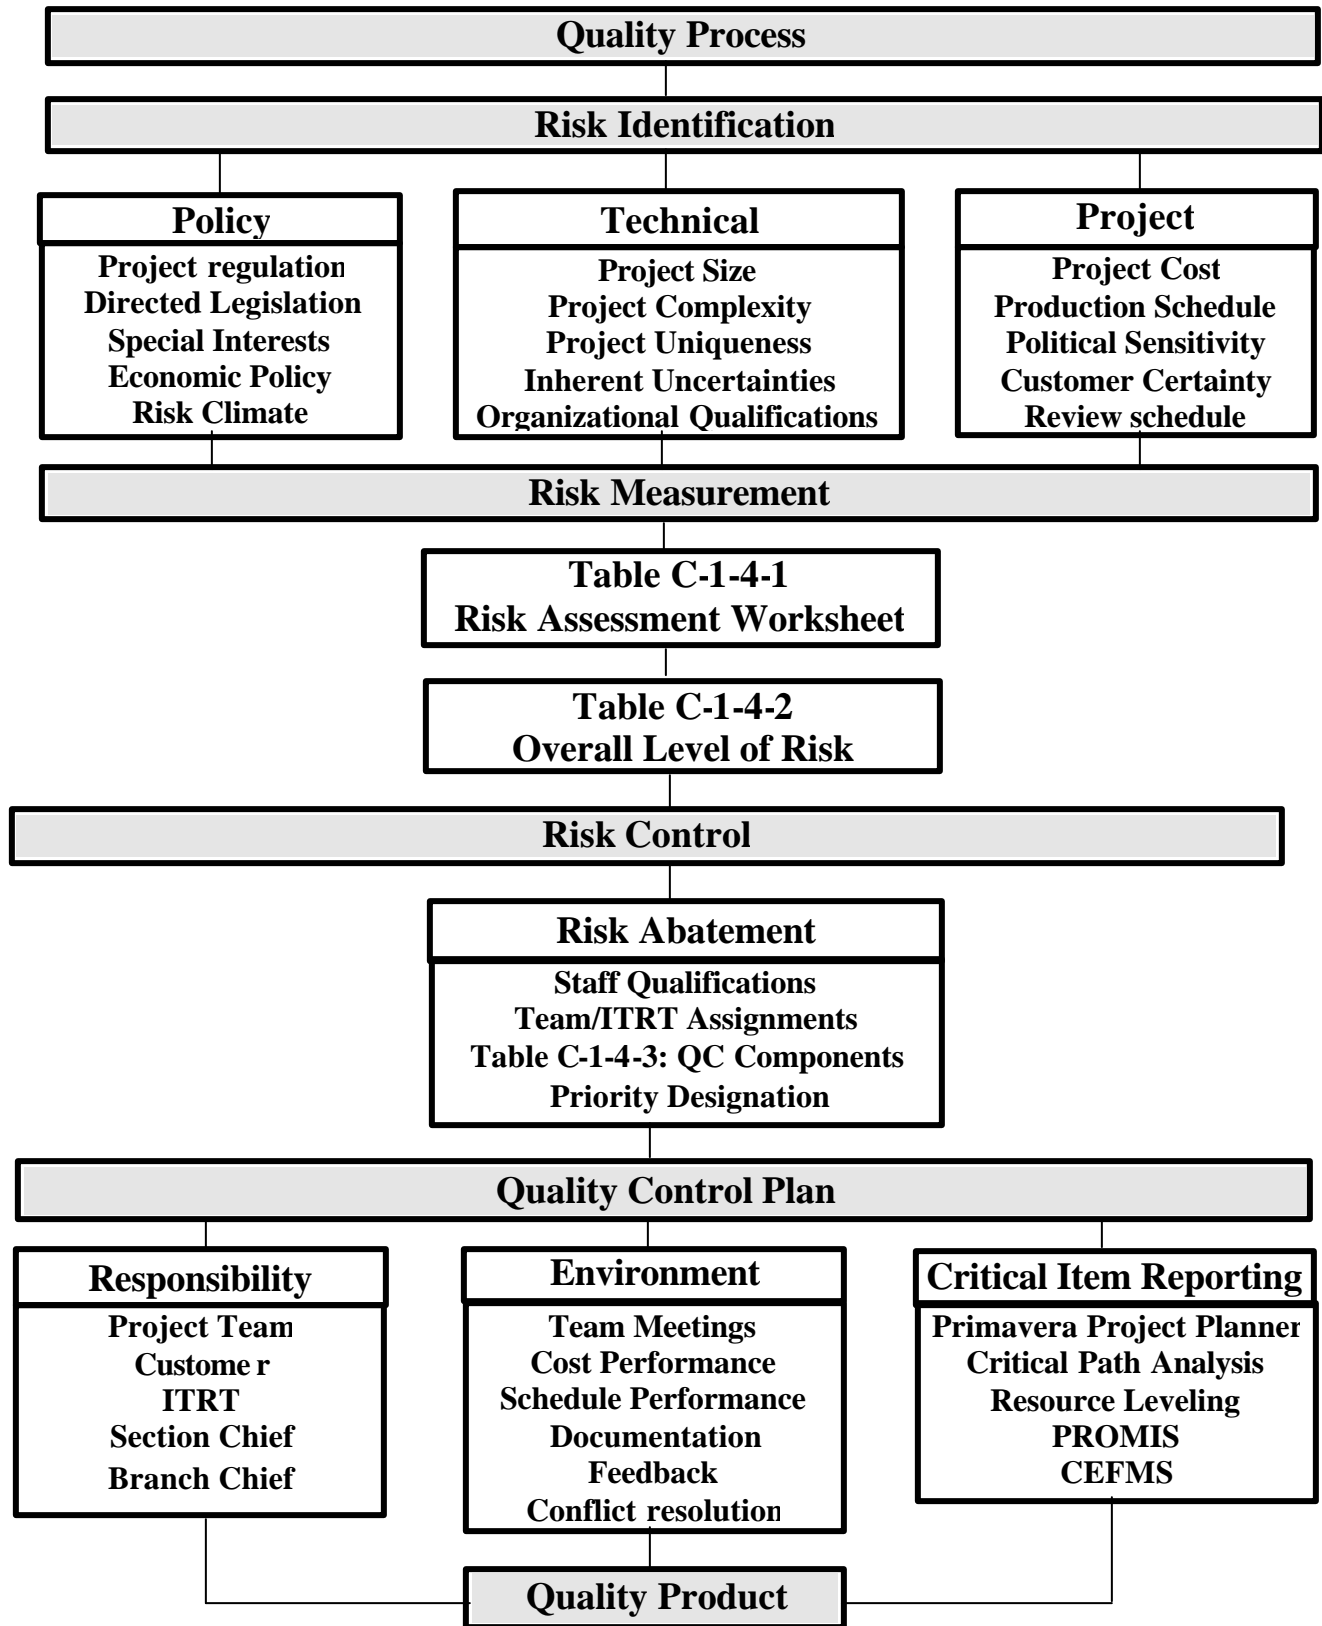 Quality Process
Risk Identification
Policy
Project regulation
Directed Legislation
Special Interests
Economic Policy
Risk Climate
Technical
Project Size
Project Complexity
Project Uniqueness
Inherent Uncertainties
Organizational Qualifications
Project
Project Cost
Production Schedule
Political Sensitivity
Customer Certainty
Review schedule
Risk Measurement
Table C-1-4-1
Risk Assessment Worksheet
Table C-1-4-2
Overall Level of Risk
Risk Control
Risk Abatement
Staff Qualifications
Team/ITRT Assignments
Table C-1-4-3: QC Components
Priority Designation
Quality Control Plan
Responsibility
Project Team
Customer
ITRT
Section Chief
Branch Chief
Environment
Team Meetings
Cost Performance
Schedule Performance
Documentation
Feedback
Conflict resolution
Critical Item Reporting
Primavera Project Planner
Critical Path Analysis
Resource Leveling
PROMIS
CEFMS
Quality Product